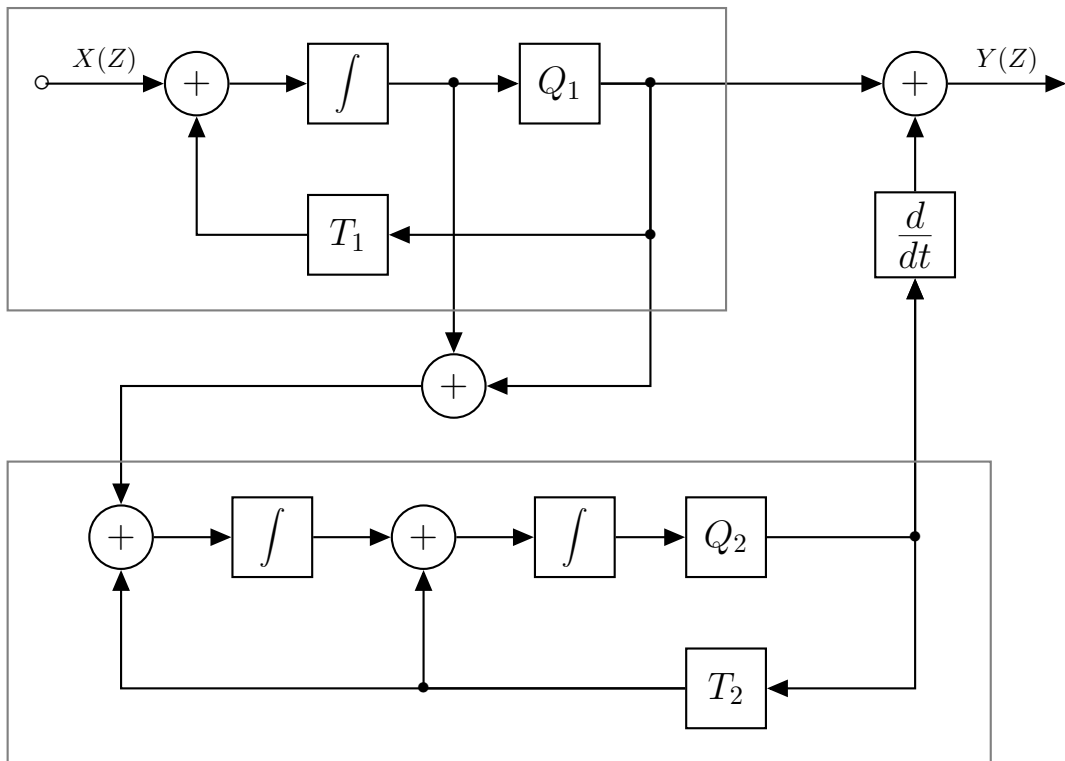 X(Z)
+
∫
Q₁
+
Y(Z)
T₁
d
dt
+
+
∫
+
∫
Q₂
T₂